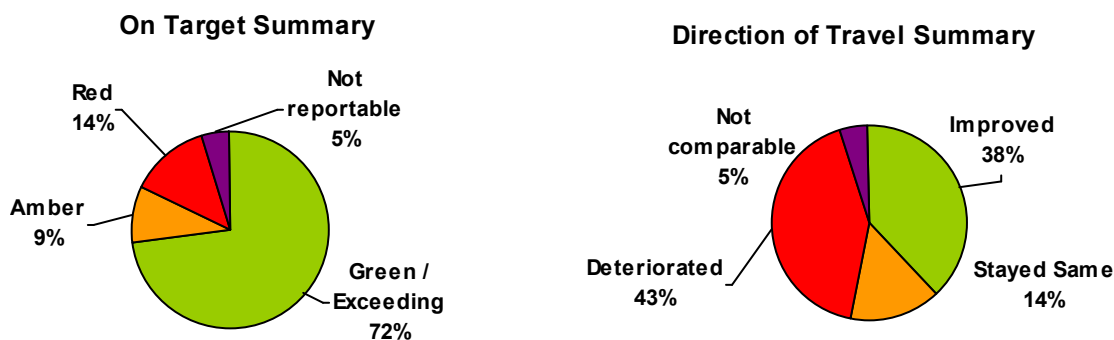 On Target Summary
Red
14%
Not
reportable
5%
Amber
9%
Green /
Exceeding
72%
Direction of Travel Summary
Not
comparable
5%
Improved
38%
Deteriorated
43%
Stayed Same
14%